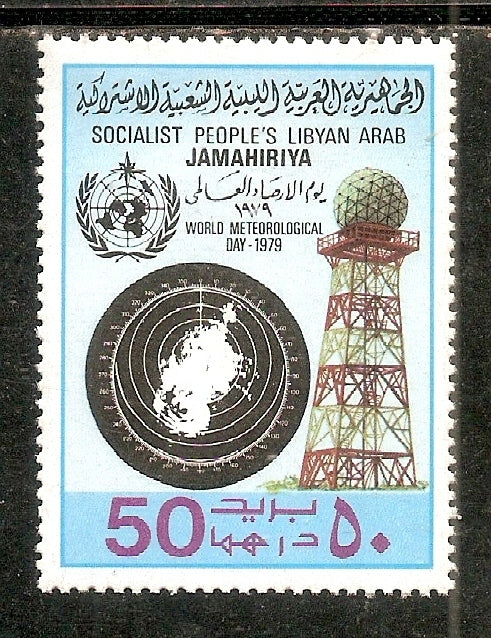 الجماهيرية العربية الليبية الشعبية الاشتراكية
SOCIALIST PEOPLE'S LIBYAN ARAB
JAMAHIRIYA
يوم الارصاد العالمى
١٩٧٩
WORLD METEOROLOGICAL
DAY - 1979
50 بريد ٥٠
درهما